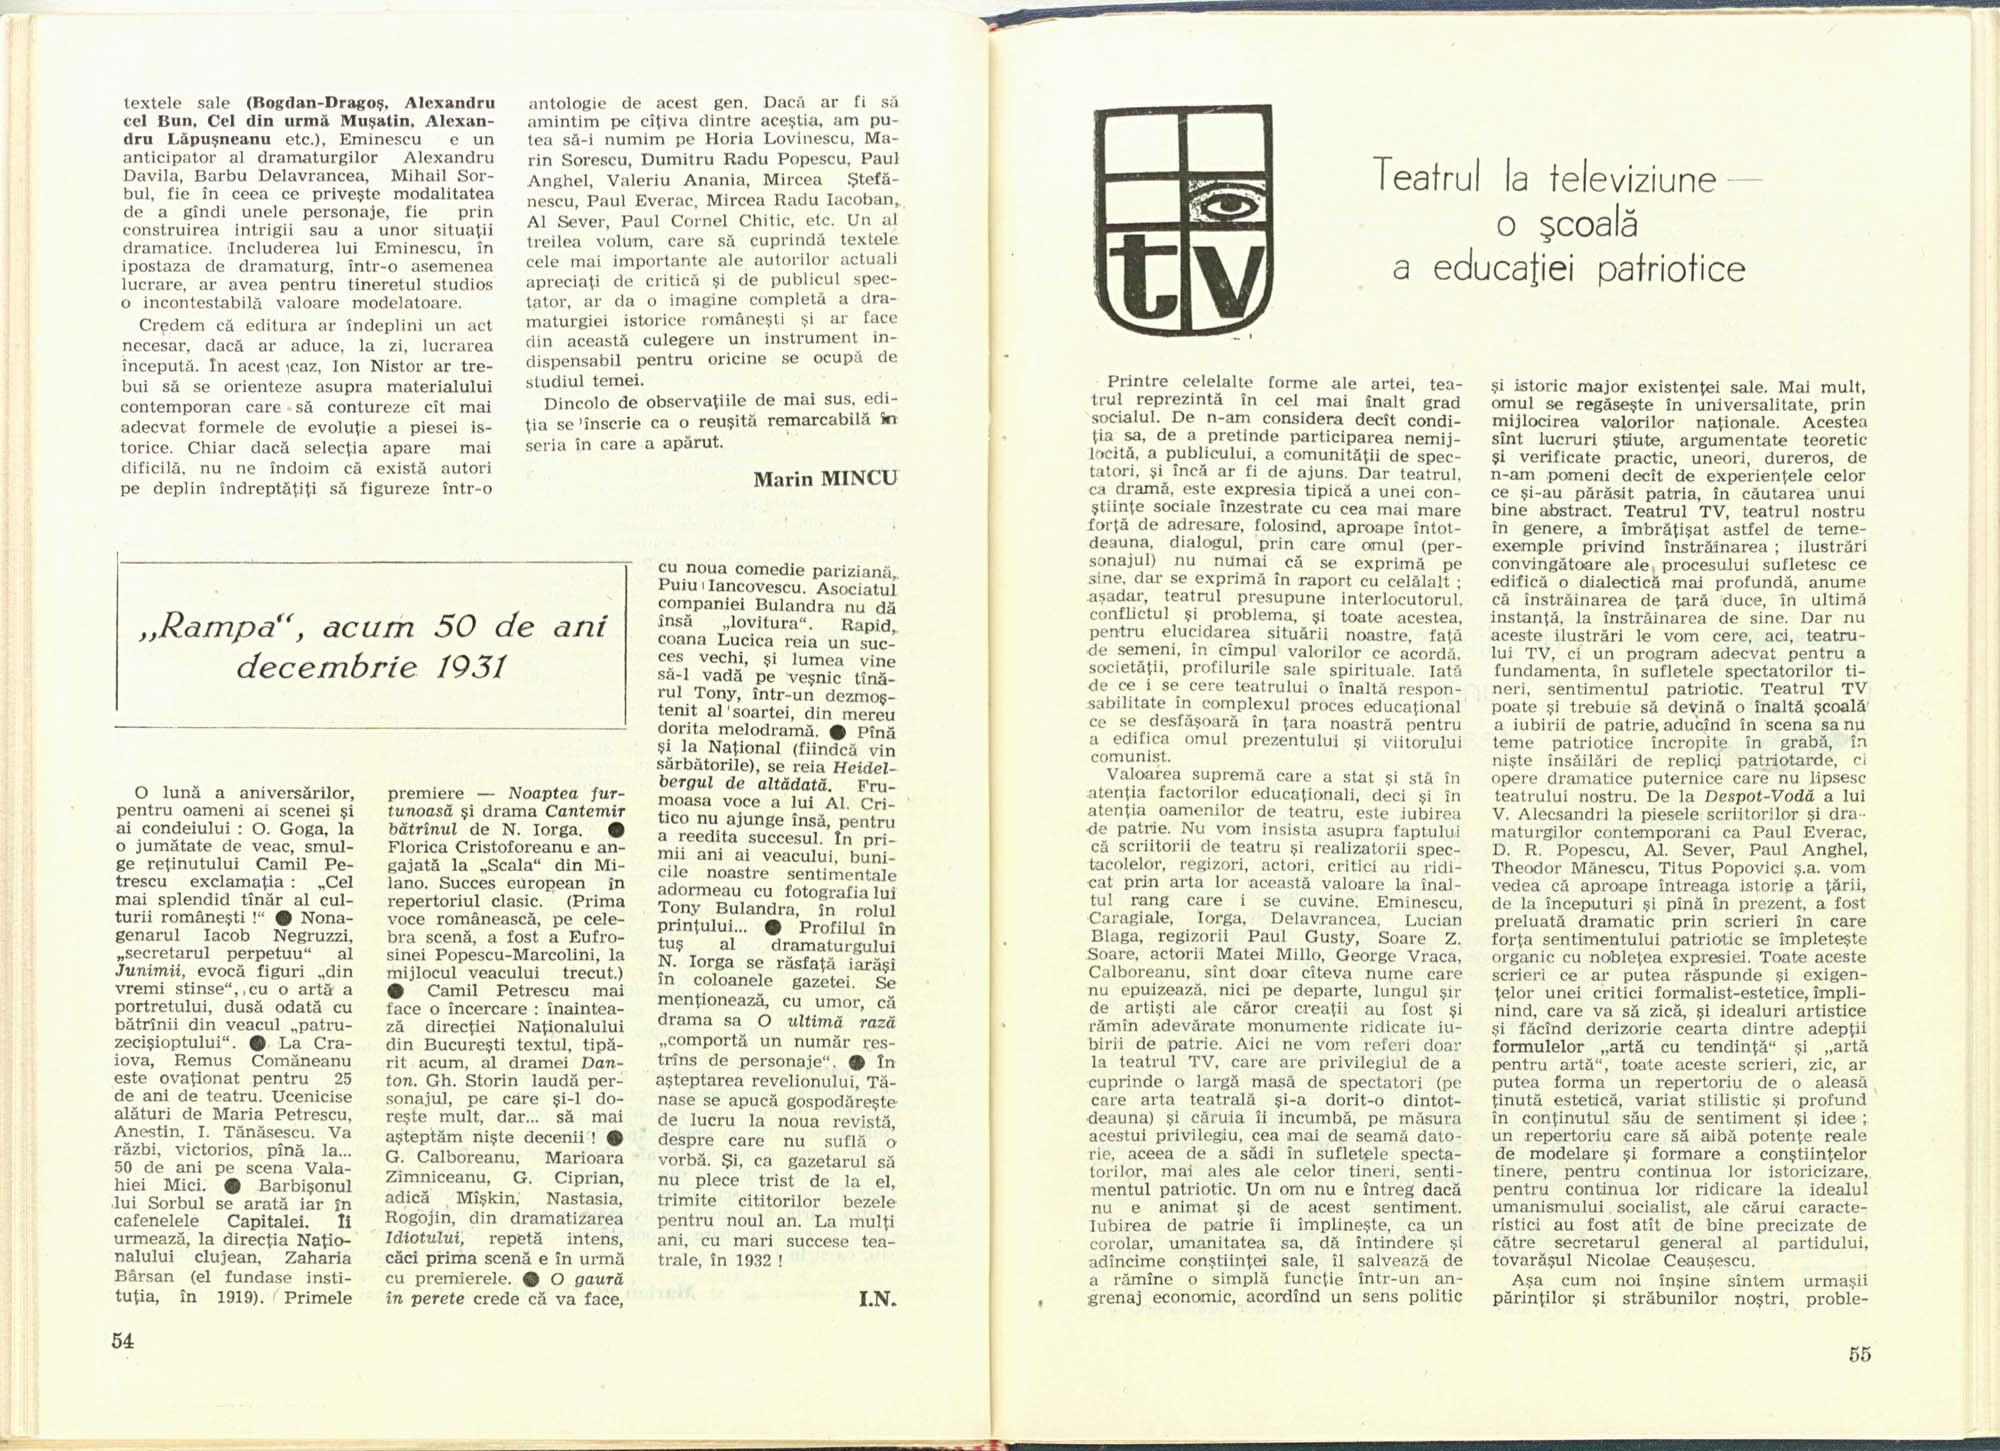 textele sale (Bogdan-Dragoş, Alexandru
cel Bun, Cel din urmă Muşatin, Alexan-
dru Lăpuşneanu etc.), Eminescu e un
anticipator al dramaturgilor Alexandru
Davila, Barbu Delavrancea, Mihail Sor-
bul, fie în ceea ce priveşte modalitatea
de a gîndi unele personaje, fie prin
construirea intrigii sau a unor situaţii
dramatice. Includerea lui Eminescu, în
ipostaza de dramaturg, într-o asemenea
lucrare, ar avea pentru tineretul studios
o incontestabilă valoare modelatoare.
Credem că editura ar îndeplini un act
necesar, dacă ar aduce, la zi, lucrarea
începută. În acest caz, Ion Nistor ar tre-
bui să se orienteze asupra materialului
contemporan care să contureze cît mai
adecvat formele de evoluţie a piesei is-
torice. Chiar dacă selecţia apare mai
dificilă, nu ne îndoim că există autori
pe deplin îndreptăţiţi să figureze într-o
antologie de acest gen. Dacă ar fi să
amintim pe cîţiva dintre aceştia, am pu-
tea să-i numim pe Horia Lovinescu, Ma-
rin Sorescu, Dumitru Radu Popescu, Paul
Anghel, Valeriu Anania, Mircea Ştefă-
nescu, Paul Everac, Mircea Radu Iacoban,
Al Sever, Paul Cornel Chitic, etc. Un al
treilea volum, care să cuprindă textele
cele mai importante ale autorilor actuali
apreciaţi de critică şi de publicul spec-
tator, ar da o imagine completă a dra-
maturgiei istorice româneşti şi ar face
din această culegere un instrument in-
dispensabil pentru oricine se ocupă de
studiul temei.
Dincolo de observaţiile de mai sus, edi-
ţia se înscrie ca o reuşită remarcabilă în
seria în care a apărut.
Marin MINCU
„Rampa“, acum 50 de ani
decembrie 1931
O lună a aniversărilor,
pentru oameni ai scenei şi
ai condeiului : O. Goga, la
o jumătate de veac, smul-
ge reţinutului Camil Pe-
trescu exclamaţia : „Cel
mai splendid tînăr al cul-
turii româneşti !“ ● Nona-
genarul Iacob Negruzzi,
„secretarul perpetuu“ al
Junimii, evocă figuri „din
vremi stinse“, cu o artă a
portretului, dusă odată cu
bătrînii din veacul „patru-
zecişioptului“. ● La Cra-
iova, Remus Comăneanu
este ovaţionat pentru 25
de ani de teatru. Ucenicise
alături de Maria Petrescu,
Anestin, I. Tănăsescu. Va
răzbi, victorios, pînă la...
50 de ani pe scena Vala-
hiei Mici. ● Barbişonul
lui Sorbul se arată iar în
cafenelele Capitalei. Îi
urmează, la direcţia Naţio-
nalului clujean, Zaharia
Bârsan (el fundase insti-
tuţia, în 1919). Primele
premiere — Noaptea fur-
tunoasă şi drama Cantemir
bătrînul de N. Iorga. ●
Florica Cristoforeanu e an-
gajată la „Scala“ din Mi-
lano. Succes european în
repertoriul clasic. (Prima
voce românească, pe cele-
bra scenă, a fost a Eufro-
sinei Popescu-Marcolini, la
mijlocul veacului trecut.)
● Camil Petrescu mai
face o încercare : înaintea-
ză direcţiei Naţionalului
din Bucureşti textul, tipă-
rit acum, al dramei Dan-
ton. Gh. Storin laudă per-
sonajul, pe care şi-l do-
reşte mult, dar... să mai
aşteptăm nişte decenii ! ●
G. Calboreanu, Marioara
Zimniceanu, G. Ciprian,
adică Mîşkin, Nastasia,
Rogojin, din dramatizarea
Idiotului, repetă intens,
căci prima scenă e în urmă
cu premierele. ● O gaură
în perete crede că va face,
cu noua comedie pariziană,
Puiu Iancovescu. Asociatul
companiei Bulandra nu dă
însă „lovitura“. Rapid,
coana Lucica reia un suc-
ces vechi, şi lumea vine
să-l vadă pe veşnic tînă-
rul Tony, într-un dezmoş-
tenit al soartei, din mereu
dorita melodramă. ● Pînă
şi la Naţional (fiindcă vin
sărbătorile), se reia Heidel-
bergul de altădată. Fru-
moasa voce a lui Al. Cri-
tico nu ajunge însă, pentru
a reedita succesul. În pri-
mii ani ai veacului, buni-
cile noastre sentimentale
adormeau cu fotografia lui
Tony Bulandra, în rolul
prinţului... ● Profilul în
tuş al dramaturgului
N. Iorga se răsfaţă iarăşi
în coloanele gazetei. Se
menţionează, cu umor, că
drama sa O ultimă rază
„comportă un număr res-
trîns de personaje“. ● În
aşteptarea revelionului, Tă-
nase se apucă gospodăreşte
de lucru la noua revistă,
despre care nu suflă o
vorbă. Şi, ca gazetarul să
nu plece trist de la el,
trimite cititorilor bezele
pentru noul an. La mulţi
ani, cu mari succese tea-
trale, în 1932 !
I.N.
54
tv
Teatrul la televiziune —
o şcoală
a educaţiei patriotice
Printre celelalte forme ale artei, tea-
trul reprezintă în cel mai înalt grad
socialul. De n-am considera decît condi-
ţia sa, de a pretinde participarea nemij-
locită, a publicului, a comunităţii de spec-
tatori, şi încă ar fi de ajuns. Dar teatrul,
ca dramă, este expresia tipică a unei con-
ştiinţe sociale înzestrate cu cea mai mare
forţă de adresare, folosind, aproape întot-
deauna, dialogul, prin care omul (per-
sonajul) nu numai că se exprimă pe
sine, dar se exprimă în raport cu celălalt ;
aşadar, teatrul presupune interlocutorul,
conflictul şi problema, şi toate acestea,
pentru elucidarea situării noastre, faţă
de semeni, în cîmpul valorilor ce acordă,
societăţii, profilurile sale spirituale. Iată
de ce i se cere teatrului o înaltă respon-
sabilitate în complexul proces educaţional
ce se desfăşoară în ţara noastră pentru
a edifica omul prezentului şi viitorului
comunist.
Valoarea supremă care a stat şi stă în
atenţia factorilor educaţionali, deci şi în
atenţia oamenilor de teatru, este iubirea
de patrie. Nu vom insista asupra faptului
că scriitorii de teatru şi realizatorii spec-
tacolelor, regizori, actori, critici au ridi-
cat prin arta lor această valoare la înal-
tul rang care i se cuvine. Eminescu,
Caragiale, Iorga, Delavrancea, Lucian
Blaga, regizorii Paul Gusty, Soare Z.
Soare, actorii Matei Millo, George Vraca,
Calboreanu, sînt doar cîteva nume care
nu epuizează, nici pe departe, lungul şir
de artişti ale căror creaţii au fost şi
rămîn adevărate monumente ridicate iu-
birii de patrie. Aici ne vom referi doar
la teatrul TV, care are privilegiul de a
cuprinde o largă masă de spectatori (pe
care arta teatrală şi-a dorit-o dintot-
deauna) şi căruia îi incumbă, pe măsura
acestui privilegiu, cea mai de seamă dato-
rie, aceea de a sădi în sufletele specta-
torilor, mai ales ale celor tineri, senti-
mentul patriotic. Un om nu e întreg dacă
nu e animat şi de acest sentiment.
Iubirea de patrie îi împlineşte, ca un
corolar, umanitatea sa, dă întindere şi
adîncime conştiinţei sale, îl salvează de
a rămîne o simplă funcţie într-un an-
grenaj economic, acordînd un sens politic
şi istoric major existenţei sale. Mai mult,
omul se regăseşte în universalitate, prin
mijlocirea valorilor naţionale. Acestea
sînt lucruri ştiute, argumentate teoretic
şi verificate practic, uneori, dureros, de
n-am pomeni decît de experienţele celor
ce şi-au părăsit patria, în căutarea unui
bine abstract. Teatrul TV, teatrul nostru
în genere, a îmbrăţişat astfel de teme-
exemple privind înstrăinarea ; ilustrări
convingătoare ale procesului sufletesc ce
edifică o dialectică mai profundă, anume
că înstrăinarea de ţară duce, în ultimă
instanţă, la înstrăinarea de sine. Dar nu
aceste ilustrări le vom cere, aci, teatru-
lui TV, ci un program adecvat pentru a
fundamenta, în sufletele spectatorilor ti-
neri, sentimentul patriotic. Teatrul TV
poate şi trebuie să devină o înaltă şcoală
a iubirii de patrie, aducînd în scena sa nu
teme patriotice încropite în grabă, în
nişte însăilări de replici patriotarde, ci
opere dramatice puternice care nu lipsesc
teatrului nostru. De la Despot-Vodă a lui
V. Alecsandri la piesele scriitorilor şi dra-
maturgilor contemporani ca Paul Everac,
D. R. Popescu, Al. Sever, Paul Anghel,
Theodor Mănescu, Titus Popovici ş.a. vom
vedea că aproape întreaga istorie a ţării,
de la începuturi şi pînă în prezent, a fost
preluată dramatic prin scrieri în care
forţa sentimentului patriotic se împleteşte
organic cu nobleţea expresiei. Toate aceste
scrieri ce ar putea răspunde şi exigen-
ţelor unei critici formalist-estetice, împli-
nind, care va să zică, şi idealuri artistice
şi făcînd derizorie cearta dintre adepţii
formulelor „artă cu tendinţă“ şi „artă
pentru artă“, toate aceste scrieri, zic, ar
putea forma un repertoriu de o aleasă
ţinută estetică, variat stilistic şi profund
în conţinutul său de sentiment şi idee ;
un repertoriu care să aibă potenţe reale
de modelare şi formare a conştiinţelor
tinere, pentru continua lor istoricizare,
pentru continua lor ridicare la idealul
umanismului socialist, ale cărui caracte-
ristici au fost atît de bine precizate de
către secretarul general al partidului,
tovarăşul Nicolae Ceauşescu.
Aşa cum noi înşine sîntem urmaşii
părinţilor şi străbunilor noştri, proble-
55